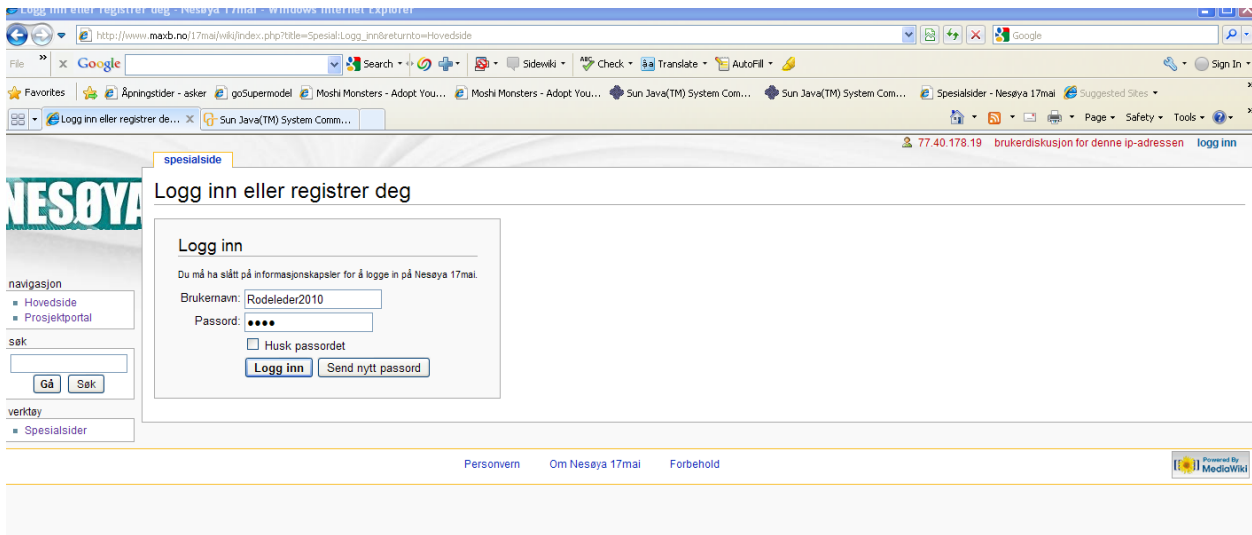 Logg inn eller registrer deg - Nesøya 17mai - Windows Internet Explorer
http://www.maxb.no/17mai/wiki/index.php?title=Spesial:Logg_inn&returnto=Hovedside
Google
File » x Google Search Sidewiki Check Translate AutoFill Sign In
Favorites Åpningstider - asker goSupermodel Moshi Monsters - Adopt You... Moshi Monsters - Adopt You... Sun Java(TM) System Com... Sun Java(TM) System Com... Spesialsider - Nesøya 17mai Suggested Sites
Logg inn eller registrer de... X Sun Java(TM) System Comm... Page Safety Tools
77.40.178.19 brukerdiskusjon for denne ip-adressen logg inn
spesialside
NESØYA
Logg inn eller registrer deg
Logg inn
Du må ha slått på informasjonskapsler for å logge in på Nesøya 17mai.
Brukernavn: Rodeleder2010
Passord: ••••
Husk passordet
Logg inn Send nytt passord
navigasjon
Hovedside
Prosjektportal
søk
Gå Søk
verktøy
Spesialsider
Personvern Om Nesøya 17mai Forbehold
Powered By
MediaWiki